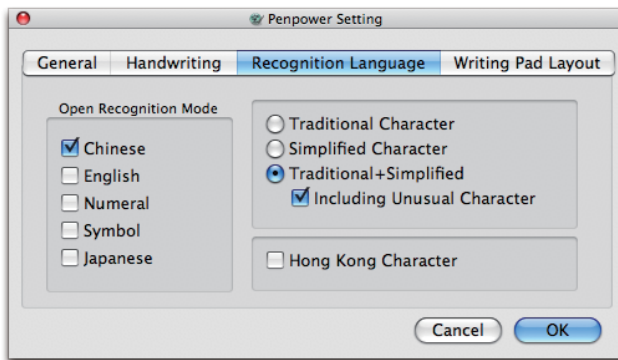 Penpower Setting
General Handwriting Recognition Language Writing Pad Layout
Open Recognition Mode
Chinese
English
Numeral
Symbol
Japanese
Traditional Character
Simplified Character
Traditional+Simplified
Including Unusual Character
Hong Kong Character
Cancel OK